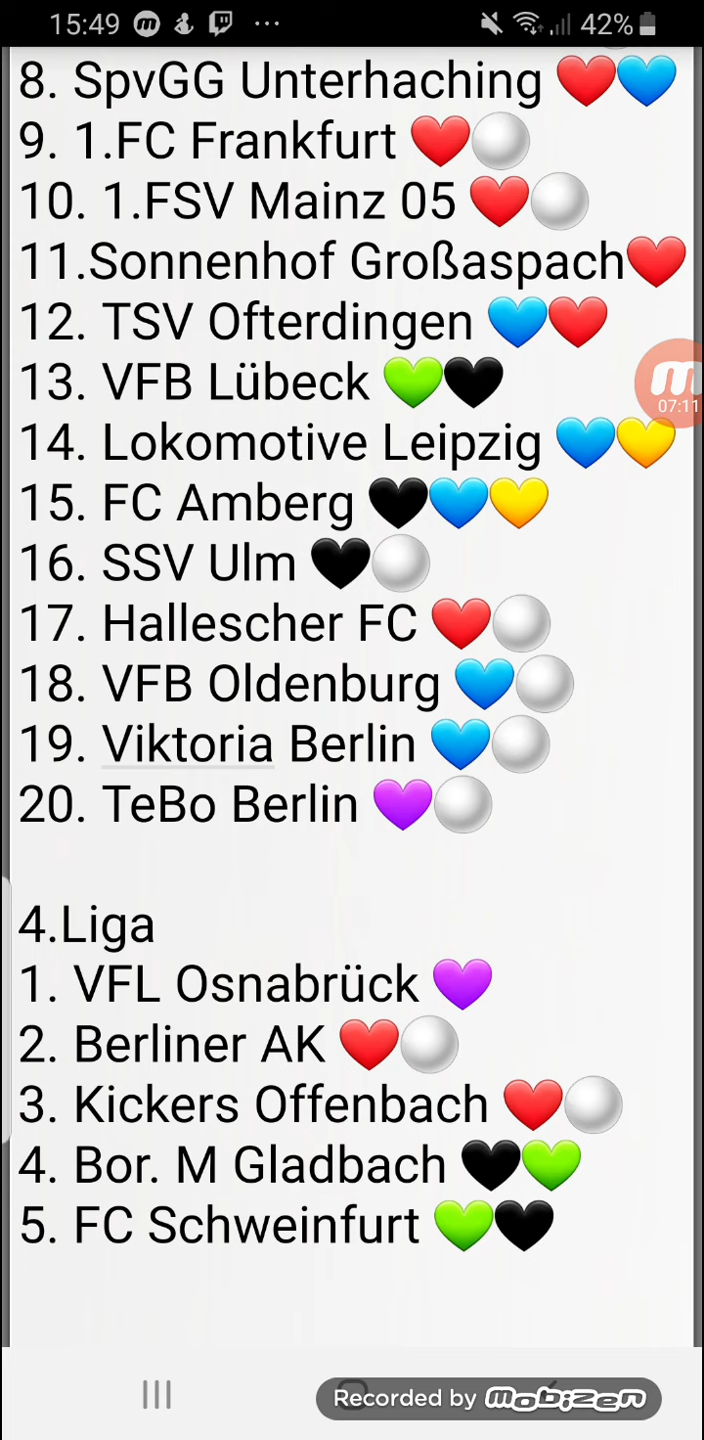 15:49 42%
8. SpvGG Unterhaching ❤️💙
9. 1.FC Frankfurt ❤️⚪
10. 1.FSV Mainz 05 ❤️⚪
11.Sonnenhof Großaspach❤️
12. TSV Ofterdingen 💙❤️
13. VFB Lübeck 💚🖤
07:11
14. Lokomotive Leipzig 💙💛
15. FC Amberg 🖤💙💛
16. SSV Ulm 🖤⚪
17. Hallescher FC ❤️⚪
18. VFB Oldenburg 💙⚪
19. Viktoria Berlin 💙⚪
20. TeBo Berlin 💜⚪
4.Liga
1. VFL Osnabrück 💜
2. Berliner AK ❤️⚪
3. Kickers Offenbach ❤️⚪
4. Bor. M Gladbach 🖤💚
5. FC Schweinfurt 💚🖤
Recorded by Mobizen